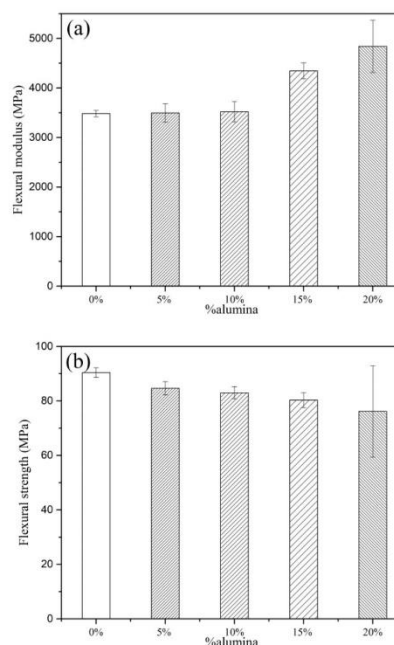 (a)
Flexural modulus (MPa)
5000
4000
3000
2000
1000
0
0% 5% 10% 15% 20%
%alumina
(b)
Flexural strength (MPa)
100
80
60
40
20
0
0% 5% 10% 15% 20%
%alumina